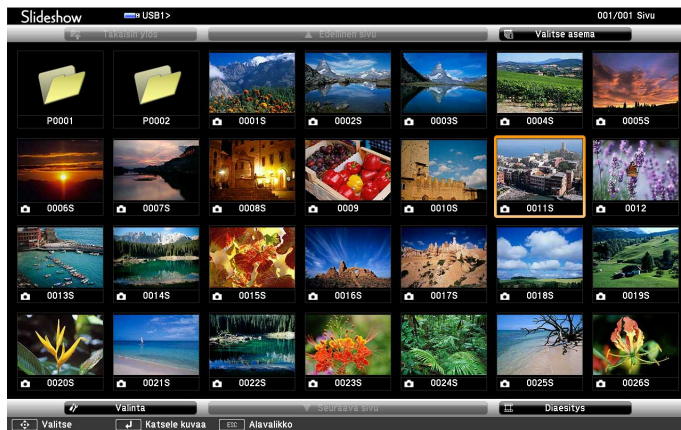 Slideshow USB1> 001/001 Sivu
Takaisin ylös Edellinen sivu Valitse asema
P0001 P0002 0001S 0002S 0003S 0004S 0005S
0006S 0007S 0008S 0009 0010S 0011S 0012
0013S 0014S 0015S 0016S 0017S 0018S 0019S
0020S 0021S 0022S 0023S 0024S 0025S 0026S
Valinta Seuraava sivu Diaesitys
Valitse Katsele kuvaa ESC Alavalikko